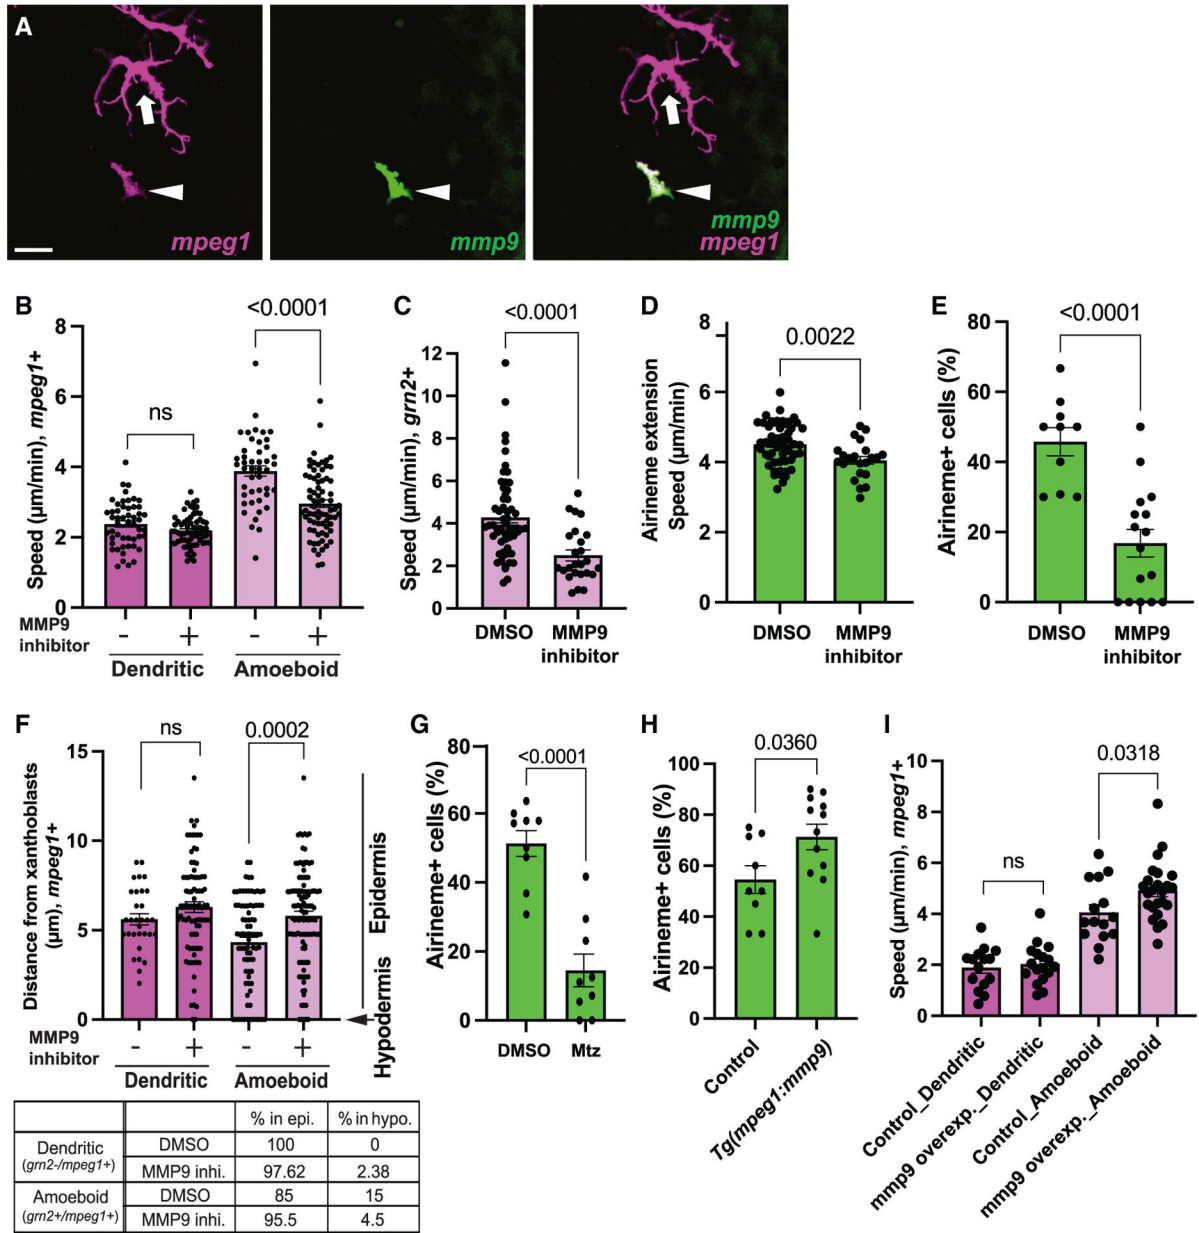 A
mpeg1
mmp9
mmp9
mpeg1
B
Speed (µm/min), mpeg1+
8
6
4
2
0
ns
<0.0001
MMP9
inhibitor
- + - +
Dendritic Amoeboid
C
Speed (µm/min), grn2+
12
10
8
6
4
2
0
<0.0001
DMSO MMP9
inhibitor
D
Airineme extension
Speed (µm/min)
8
6
4
2
0
0.0022
DMSO MMP9
inhibitor
E
Airineme+ cells (%)
80
60
40
20
0
<0.0001
DMSO MMP9
inhibitor
F
Distance from xanthoblasts
(µm), mpeg1+
15
10
5
0
ns
0.0002
Epidermis
Hypodermis
MMP9
inhibitor
- + - +
Dendritic Amoeboid
% in epi. % in hypo.
Dendritic
(grn2-/mpeg1+)
DMSO 100 0
MMP9 inhi. 97.62 2.38
Amoeboid
(grn2+/mpeg1+)
DMSO 85 15
MMP9 inhi. 95.5 4.5
G
Airineme+ cells (%)
80
60
40
20
0
<0.0001
DMSO Mtz
H
Airineme+ cells (%)
100
80
60
40
20
0
0.0360
Control
Tg(mpeg1:mmp9)
I
Speed (µm/min), mpeg1+
10
8
6
4
2
0
ns
0.0318
Control_Dendritic
mmp9 overexp._Dendritic
Control_Amoeboid
mmp9 overexp._Amoeboid